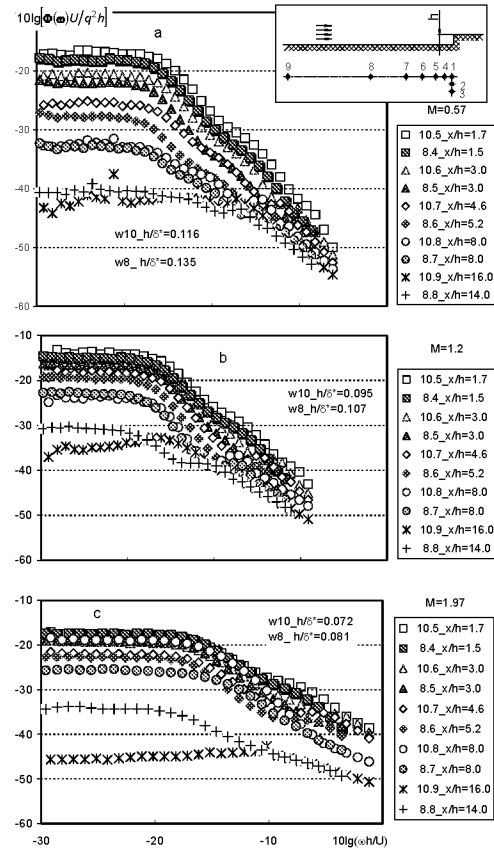 10lg[Φ(ω)U/q²h]
a
h
9 8 7 6 5 4 1
2
3
-20
-30
-40
-50
-60
w10_h/δ*=0.116
w8_h/δ*=0.135
M=0.57
10.5_x/h=1.7
8.4_x/h=1.5
10.6_x/h=3.0
8.5_x/h=3.0
10.7_x/h=4.6
8.6_x/h=5.2
10.8_x/h=8.0
8.7_x/h=8.0
10.9_x/h=16.0
8.8_x/h=14.0
-10
-20
-30
-40
-50
-60
b
w10_h/δ*=0.095
w8_h/δ*=0.107
M=1.2
10.5_x/h=1.7
8.4_x/h=1.5
10.6_x/h=3.0
8.5_x/h=3.0
10.7_x/h=4.6
8.6_x/h=5.2
10.8_x/h=8.0
8.7_x/h=8.0
10.9_x/h=16.0
8.8_x/h=14.0
-10
-20
-30
-40
-50
-60
c
w10_h/δ*=0.072
w8_h/δ*=0.081
M=1.97
10.5_x/h=1.7
8.4_x/h=1.5
10.6_x/h=3.0
8.5_x/h=3.0
10.7_x/h=4.6
8.6_x/h=5.2
10.8_x/h=8.0
8.7_x/h=8.0
10.9_x/h=16.0
8.8_x/h=14.0
-30 -20 -10 10lg(ωh/U)